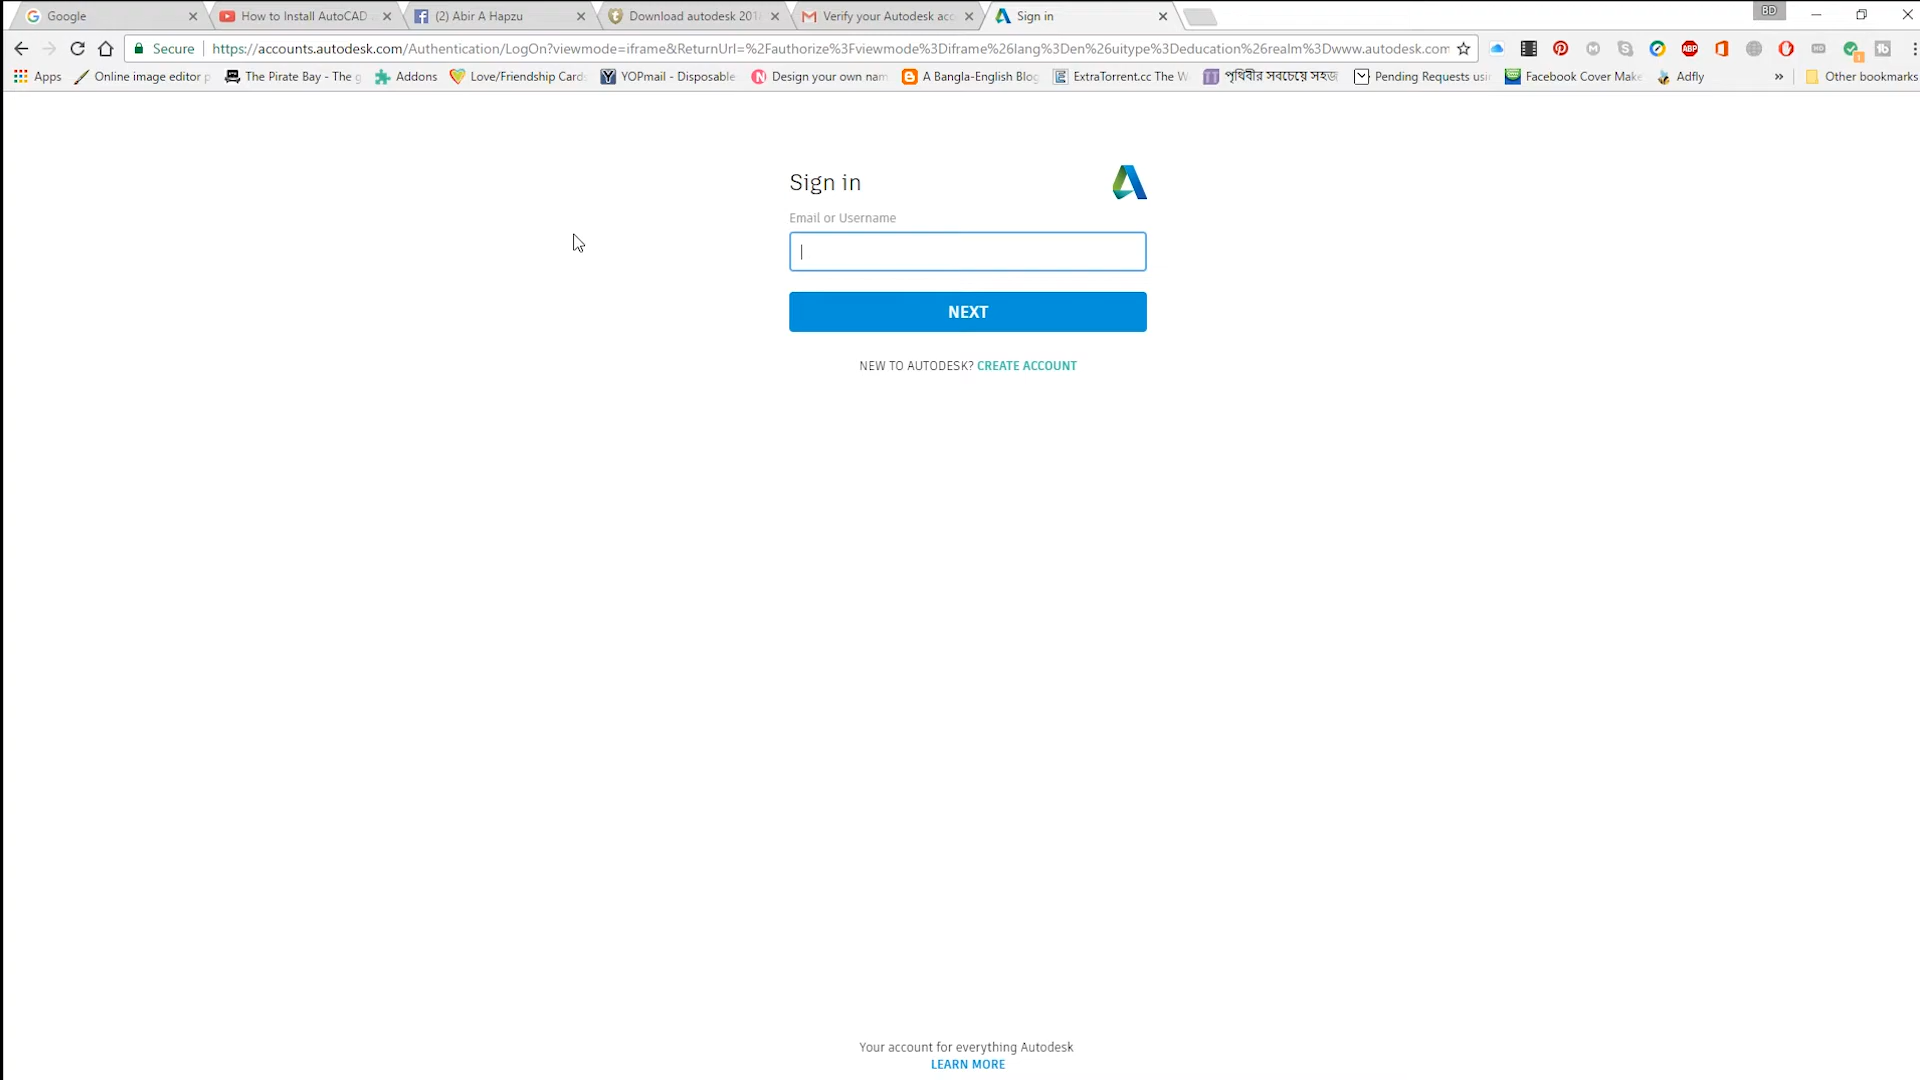 Google
How to Install AutoCAD
(2) Abir A Hapzu
Download autodesk 201
Verify your Autodesk acc
Sign in
BD
Secure
https://accounts.autodesk.com/Authentication/LogOn?viewmode=iframe&ReturnUrl=%2Fauthorize%3Fviewmode%3Diframe%26lang%3Den%26uitype%3Deducation%26realm%3Dwww.autodesk.com
ABP
Apps
Online image editor
The Pirate Bay - The g
Addons
Love/Friendship Card
YOPmail - Disposable
Design your own nam
A Bangla-English Blog
ExtraTorrent.cc The W
পৃথিবীর সবচেয়ে সহজ
Pending Requests usi
Facebook Cover Make
Adfly
»
Other bookmarks
Sign in
Email or Username
NEXT
NEW TO AUTODESK? CREATE ACCOUNT
Your account for everything Autodesk
LEARN MORE